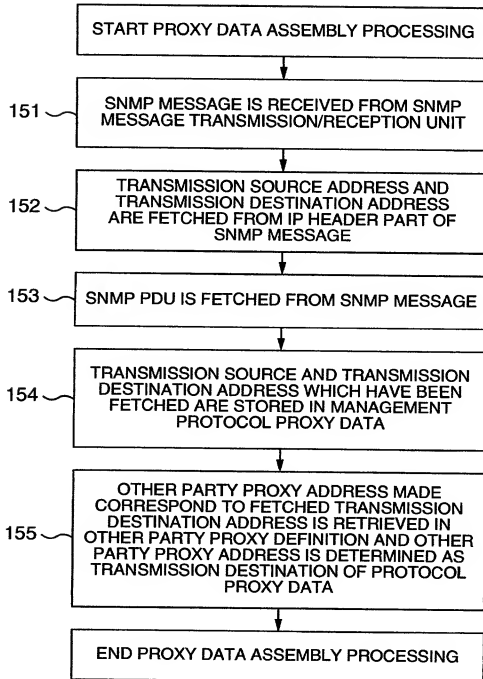 START PROXY DATA ASSEMBLY PROCESSING
151
SNMP MESSAGE IS RECEIVED FROM SNMP
MESSAGE TRANSMISSION/RECEPTION UNIT
152
TRANSMISSION SOURCE ADDRESS AND
TRANSMISSION DESTINATION ADDRESS
ARE FETCHED FROM IP HEADER PART OF
SNMP MESSAGE
153
SNMP PDU IS FETCHED FROM SNMP MESSAGE
154
TRANSMISSION SOURCE AND TRANSMISSION
DESTINATION ADDRESS WHICH HAVE BEEN
FETCHED ARE STORED IN MANAGEMENT
PROTOCOL PROXY DATA
155
OTHER PARTY PROXY ADDRESS MADE
CORRESPOND TO FETCHED TRANSMISSION
DESTINATION ADDRESS IS RETRIEVED IN
OTHER PARTY PROXY DEFINITION AND OTHER
PARTY PROXY ADDRESS IS DETERMINED AS
TRANSMISSION DESTINATION OF PROTOCOL
PROXY DATA
END PROXY DATA ASSEMBLY PROCESSING